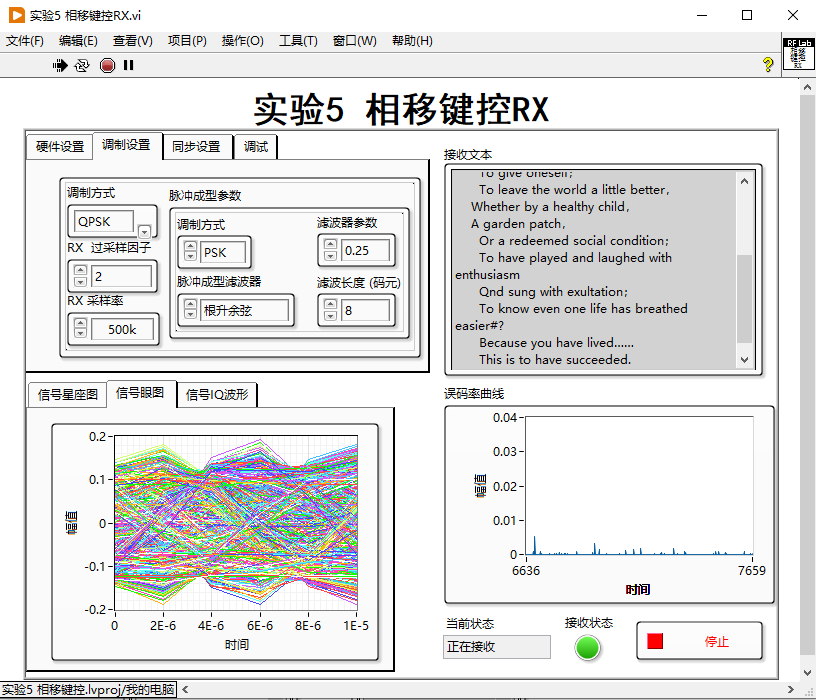 实验5 相移键控RX.vi
文件(F) 编辑(E) 查看(V) 项目(P) 操作(O) 工具(T) 窗口(W) 帮助(H)
?
RF Lab
相移
键控
RX
实验5 相移键控RX
硬件设置 调制设置 同步设置 调试
调制方式
QPSK
RX 过采样因子
2
RX 采样率
500k
脉冲成型参数
调制方式
PSK
滤波器参数
0.25
脉冲成型滤波器
根升余弦
滤波长度 (码元)
8
接收文本
To give oneself;
To leave the world a little better,
Whether by a healthy child,
A garden patch,
Or a redeemed social condition;
To have played and laughed with
enthusiasm
Qnd sung with exultation;
To know even one life has breathed
easier#?
Because you have lived......
This is to have succeeded.
信号星座图 信号眼图 信号IQ波形
幅值
0.2
0.1
0
-0.1
-0.2
0 2E-6 4E-6 6E-6 8E-6 1E-5
时间
误码率曲线
幅值
0.04
0.03
0.02
0.01
0
6636 7659
时间
当前状态
正在接收
接收状态
停止
实验5 相移键控.lvproj/我的电脑